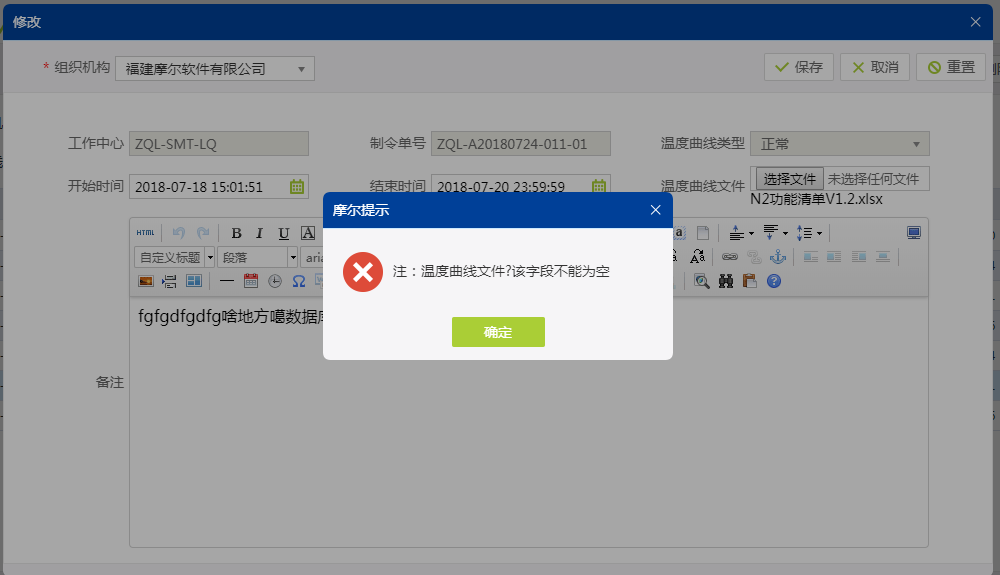 修改
* 组织机构 福建摩尔软件有限公司 保存 取消 重置
工作中心 ZQL-SMT-LQ 制令单号 ZQL-A20180724-011-01 温度曲线类型 正常
开始时间 2018-07-18 15:01:51 结束时间 2018-07-20 23:59:59 温度曲线文件 选择文件 未选择任何文件
N2功能清单V1.2.xlsx
摩尔提示
HTML B I U A a
自定义标题 段落 aria
注：温度曲线文件?该字段不能为空
fgfgdfgdfg啥地方噶数据库
确定
备注